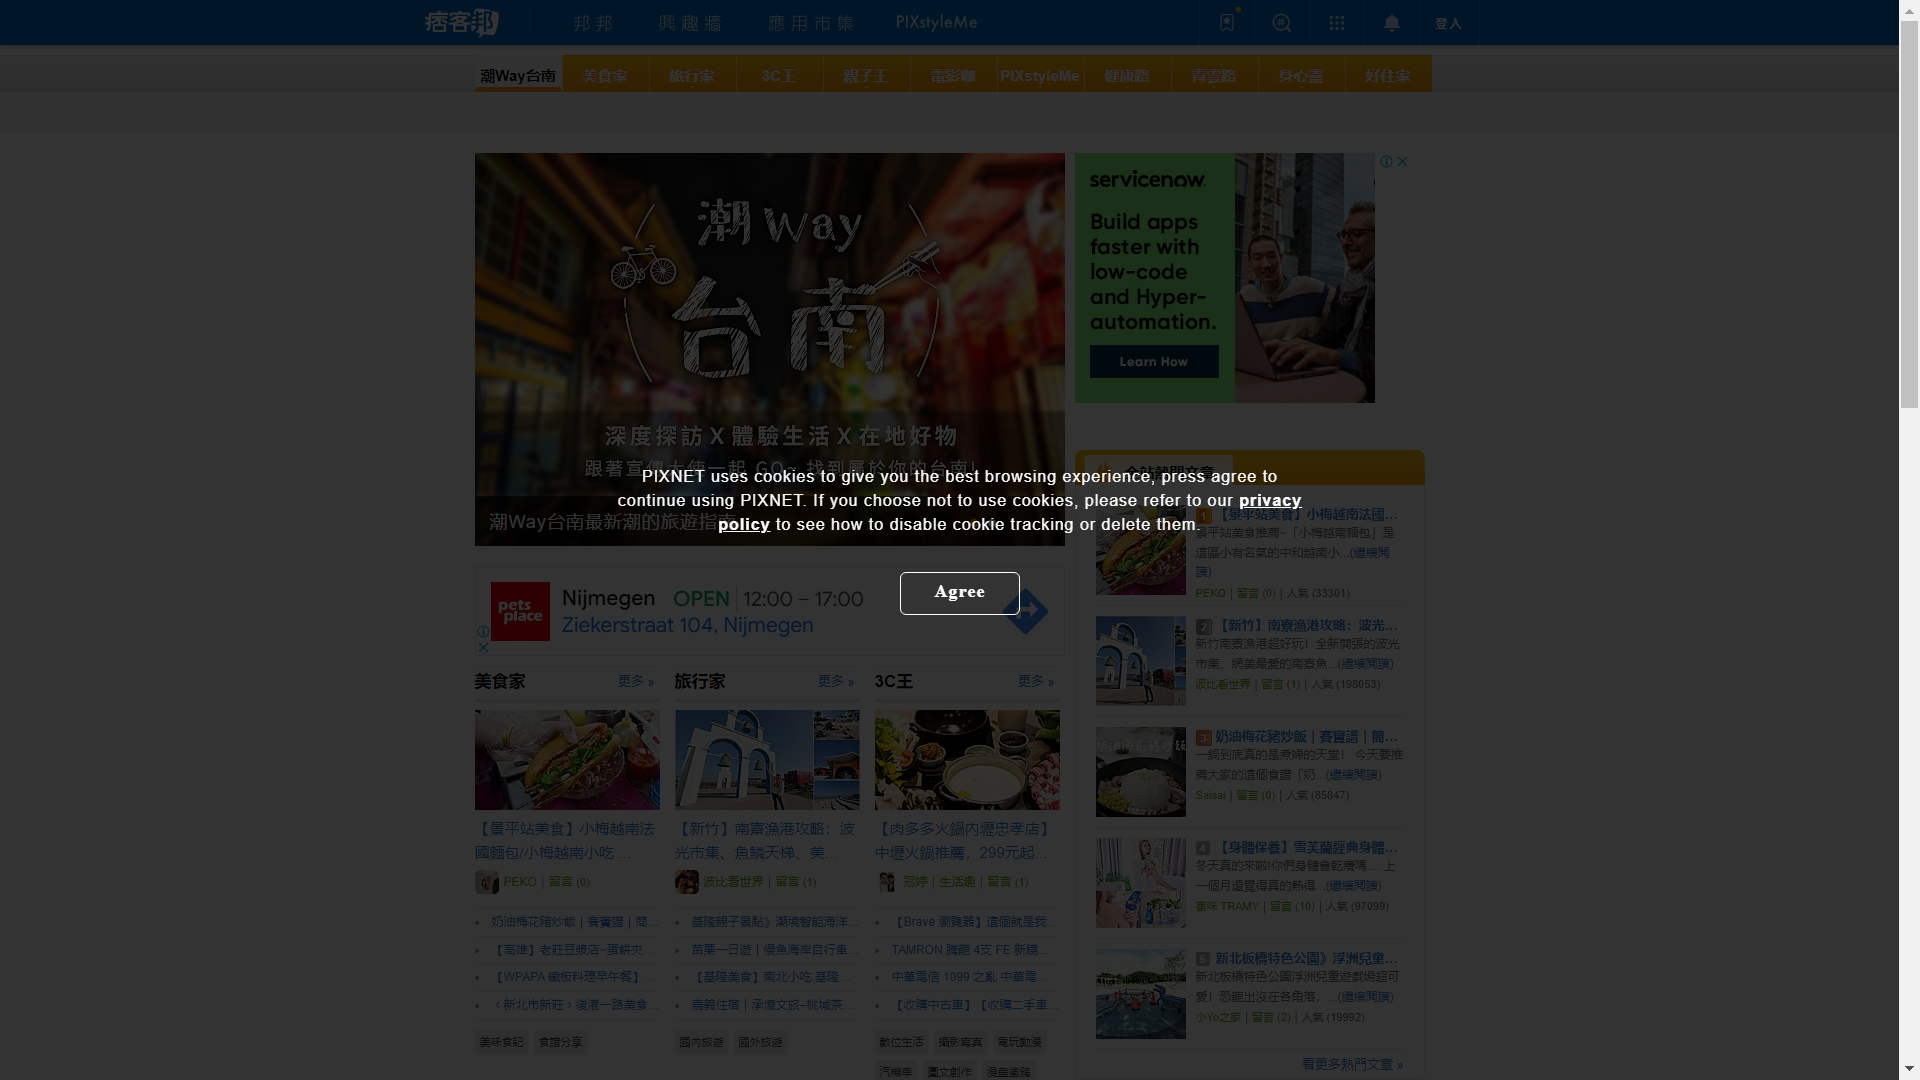 痞客邦
邦邦
興趣牆
應用市集
PIXstyleMe
登入
潮Way台南
美食家
旅行家
3C王
親子王
電影咖
PIXstyleMe
健康路
青雲路
身心靈
好住家
潮Way
台南
深度探訪X體驗生活X在地好物
跟著宣傳大使一起 GO~ 找到屬於你的台南!
潮Way台南最新潮的旅遊指南
servicenow
Build apps
faster with
low-code
and Hyper-
automation.
Learn How
PIXNET uses cookies to give you the best browsing experience, press agree to
continue using PIXNET. If you choose not to use cookies, please refer to our privacy
policy to see how to disable cookie tracking or delete them.
Agree
pets
place
Nijmegen OPEN 12:00 – 17:00
Ziekerstraat 104, Nijmegen
美食家 更多 »
【景平站美食】小梅越南法
國麵包/小梅越南小吃 ...
PEKO | 留言 (0)
奶油梅花豬炒飯｜賽寶譜｜簡...
【高雄】老莊豆漿店~蛋餅夾...
【WPAPA 鐵板料理早午餐】...
﹝新北市新莊﹞後港一路美食...
美味食記
食譜分享
旅行家 更多 »
【新竹】南寮漁港攻略：波
光市集、魚鱗天梯、美...
波比看世界 | 留言 (1)
基隆親子景點》潮境智能海洋...
苗栗一日遊｜慢魚海岸自行車...
【基隆美食】南北小吃 基隆...
嘉義住宿｜承億文旅–桃城茶...
國內旅遊
國外旅遊
3C王 更多 »
【肉多多火鍋內壢忠孝店】
中壢火鍋推薦，299元起...
冠婷｜生活趣 | 留言 (1)
【Brave 瀏覽器】這個就是我...
TAMRON 騰龍 4支 FE 新鏡...
中華電信 1099 之亂 中華電...
【收購中古車】【收購二手車...
數位生活
攝影寫真
電玩動漫
汽機車
圖文創作
漫畫塗鴉
全站熱門文章
1 【景平站美食】小梅越南法國...
景平站美食推薦~「小梅越南麵包」是
這區小有名氣的中和越南小...(繼續閱
讀)
PEKO | 留言 (0) | 人氣 (33301)
2 【新竹】南寮漁港攻略：波光...
新竹南寮漁港超好玩！全新開張的波光
市集、網美最愛的南寮魚...(繼續閱讀)
波比看世界 | 留言 (1) | 人氣 (198053)
3 奶油梅花豬炒飯｜賽寶譜｜簡...
一鍋到底真的是煮婦的天堂！ 今天要推
薦大家的這個食譜「奶...(繼續閱讀)
Saisai | 留言 (0) | 人氣 (85847)
4 【身體保養】雪芙蘭經典身體...
冬天真的來啦!你們身體會乾癢嗎.... 上
一個月還覺得真的熱得...(繼續閱讀)
崔咪 TRAMY | 留言 (10) | 人氣 (97099)
5 新北板橋特色公園》浮洲兒童...
新北板橋特色公園浮洲兒童遊戲場超可
愛！恐龍出沒在各角落，...(繼續閱讀)
小Yo之家 | 留言 (2) | 人氣 (19992)
看更多熱門文章 »